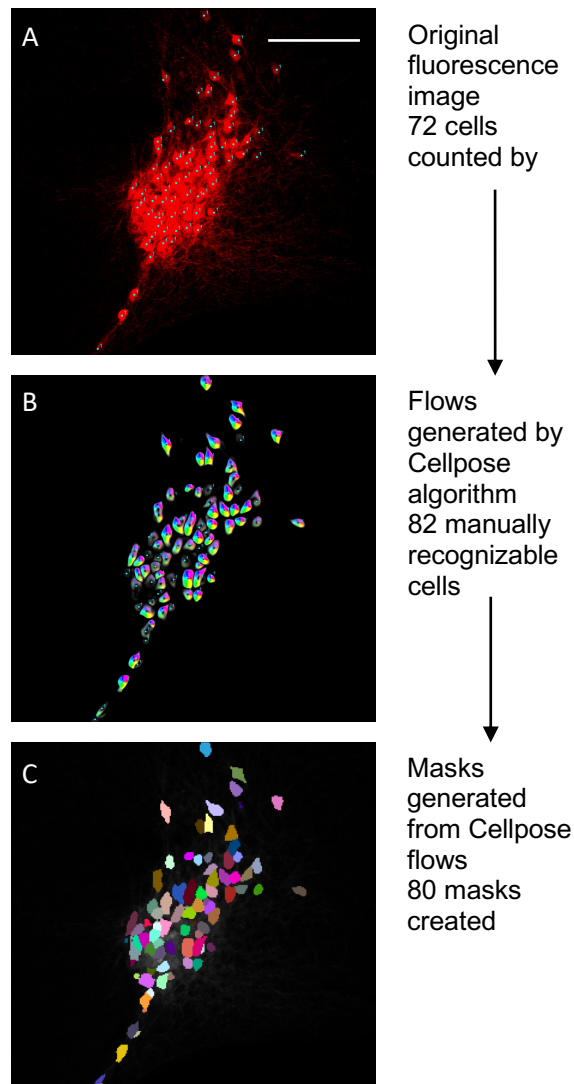 A
Original
fluorescence
image
72 cells
counted by
B
Flows
generated by
Cellpose
algorithm
82 manually
recognizable
cells
C
Masks
generated
from Cellpose
flows
80 masks
created